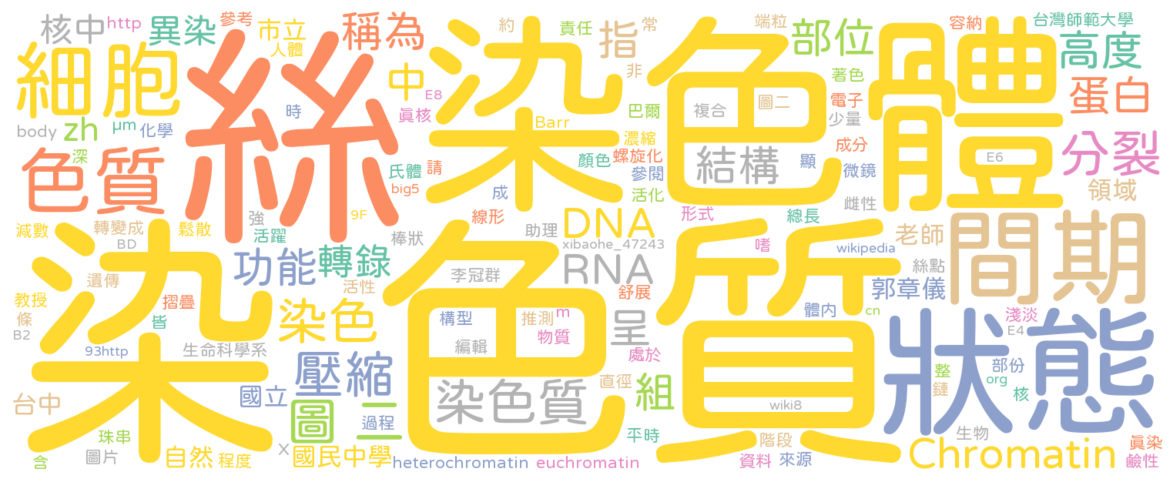 核中 http 異染 市立 稱為 染色體 指 端粒 部位 容納 台灣師範大學
參考 人體 約 責任 常 非 高度
細胞 絲 中 E8 巴爾 著色 電子 蛋白
body zh µm 化學 時 眞核 Barr 濃縮 複合 圖二 少量
色質 深 氏體 請 big5 顏色 螺旋化 參閱 結構 顯 成分 微鏡 E6 分裂
9F 成 活化 雌性 領域
減數 轉變成 BD 鬆散 強 活躍 線形 DNA 形式 總長 間期
棒狀 助理 xibaohe_47243 嗜 wikipedia 老師
遺傳 功能 轉錄 活性 李冠群 RNA 舒展 絲點 郭章儀
教授 條 B2 摺疊 皆 染色質 染色 構型 推測 m 物質 呈 體内 cn 淺淡 E4
93http 生命科學系 壓縮 編輯 處於 狀態
台中 國立 染色質 直徑 組 wiki8 整 鏈 部份 org 核
珠串 圖二 過程 平時 階段 生物
含 圖片 自然 程度 X 國民中學 heterochromatin euchromatin 資料 來源 Chromatin 眞染 鹼性